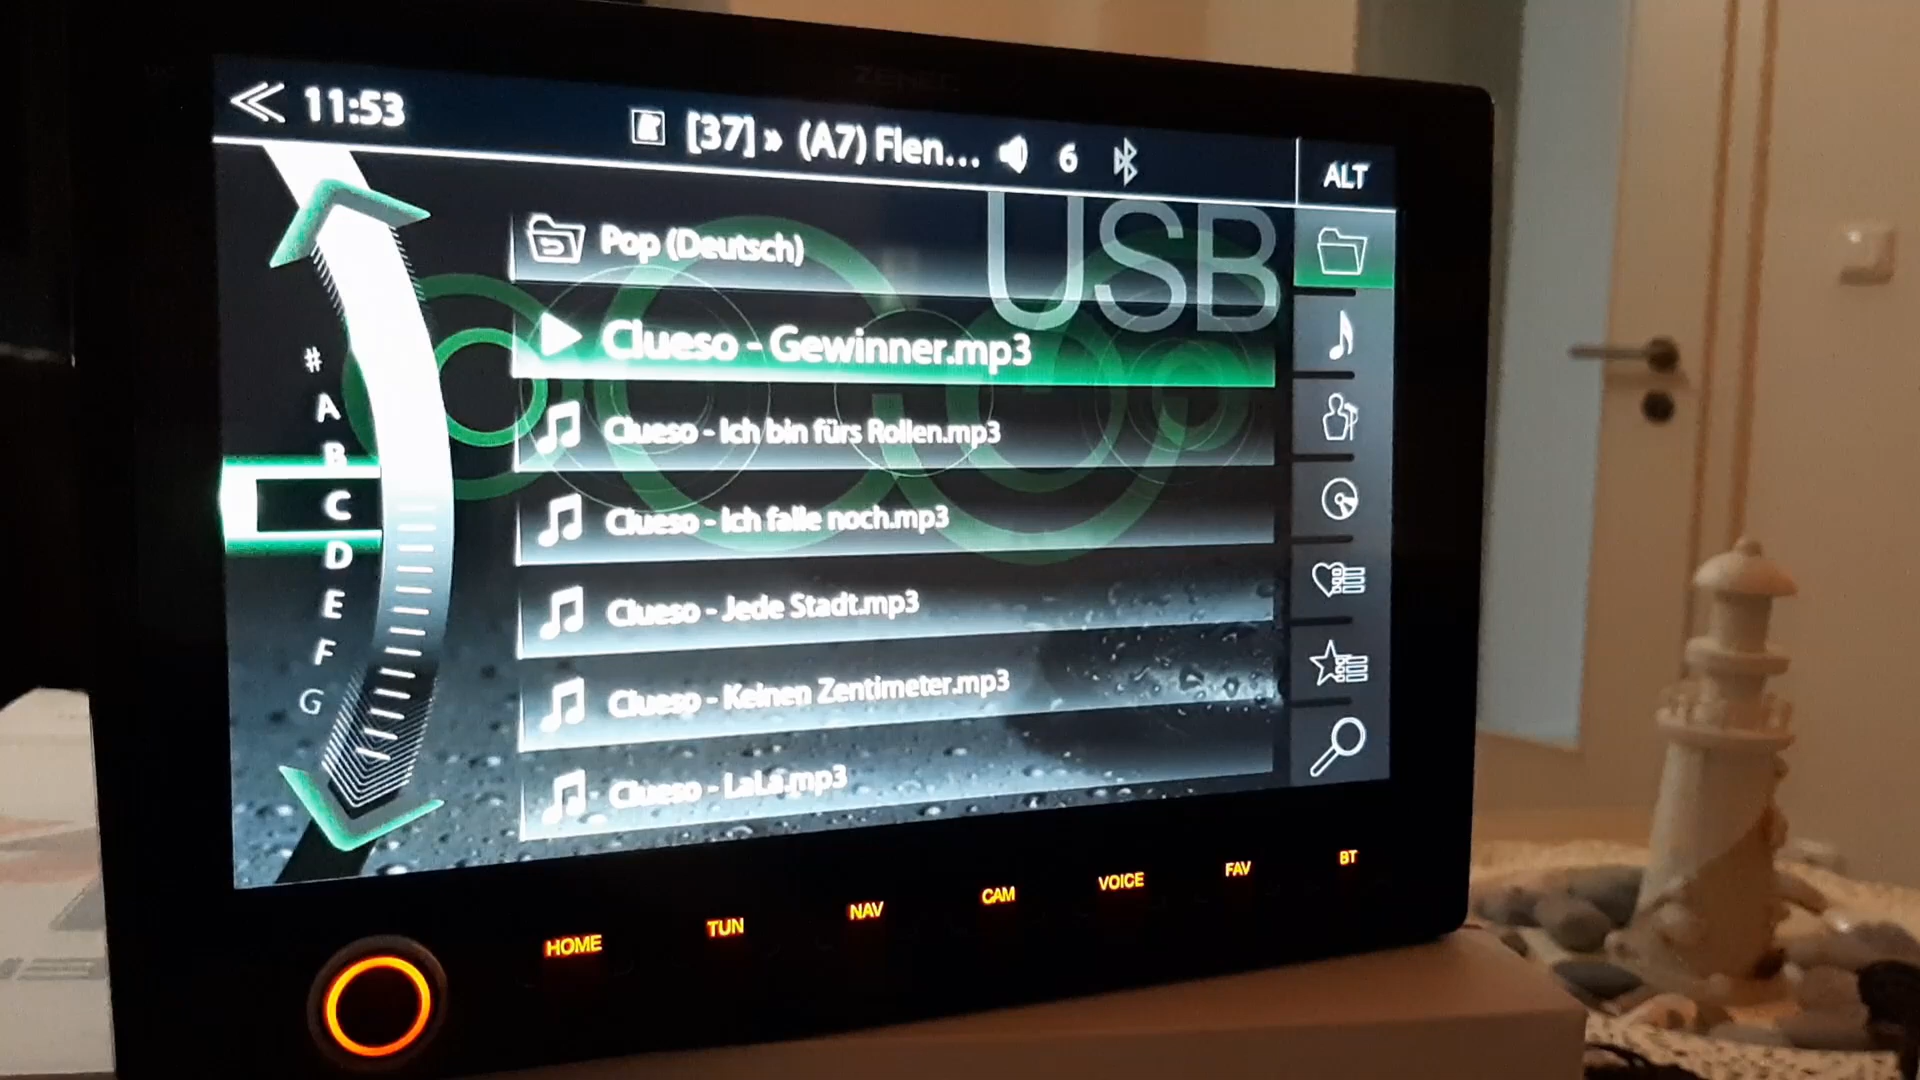 ZENEC
11:53
[37] » (A7) Flen...
6
ALT
USB
Pop (Deutsch)
Clueso - Gewinner.mp3
Clueso - Ich bin fürs Rollen.mp3
Clueso - Ich falle noch.mp3
Clueso - Jede Stadt.mp3
Clueso - Keinen Zentimeter.mp3
Clueso - LaLa.mp3
#
A
B
C
D
E
F
G
HOME
TUN
NAV
CAM
VOICE
FAV
BT